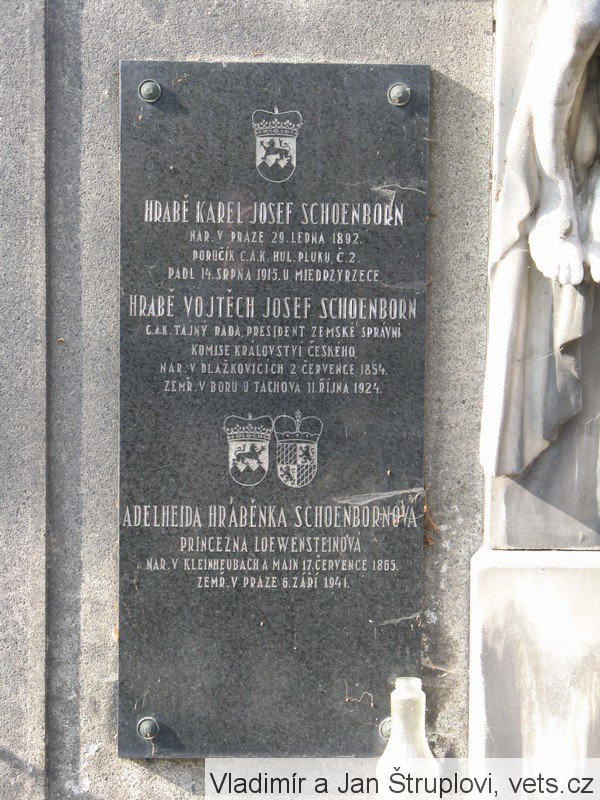 HRABĚ KAREL JOSEF SCHOENBORN
NAR. V PRAZE 29. LEDNA 1892.
PORUČÍK C.A.K. HUL. PLUKU, Č. 2.
PADL 14. SRPNA 1915. U MIEDRZYRZECE.
HRABĚ VOJTĚCH JOSEF SCHOENBORN
C.A.K. TAJNÝ RADA, PRESIDENT ZEMSKÉ SPRÁVNÍ
KOMISE KRÁLOVSTVÍ ČESKÉHO,
NAR. V DLAŽKOVICÍCH 2 ČERVENCE 1854.
ZEMŘ. V BORU U TACHOVA 11. ŘÍJNA 1924.
ADELHEIDA HRÁBĚNKA SCHOENBORNOVÁ
PRINCEZNA LOEWENSTEINOVÁ
NAR. V KLEINHEUBACH A MAIN 17. ČERVENCE 1865.
ZEMŘ. V PRAZE 6. ZÁŘÍ 1941.
Vladimír a Jan Štruplovi, vets.cz